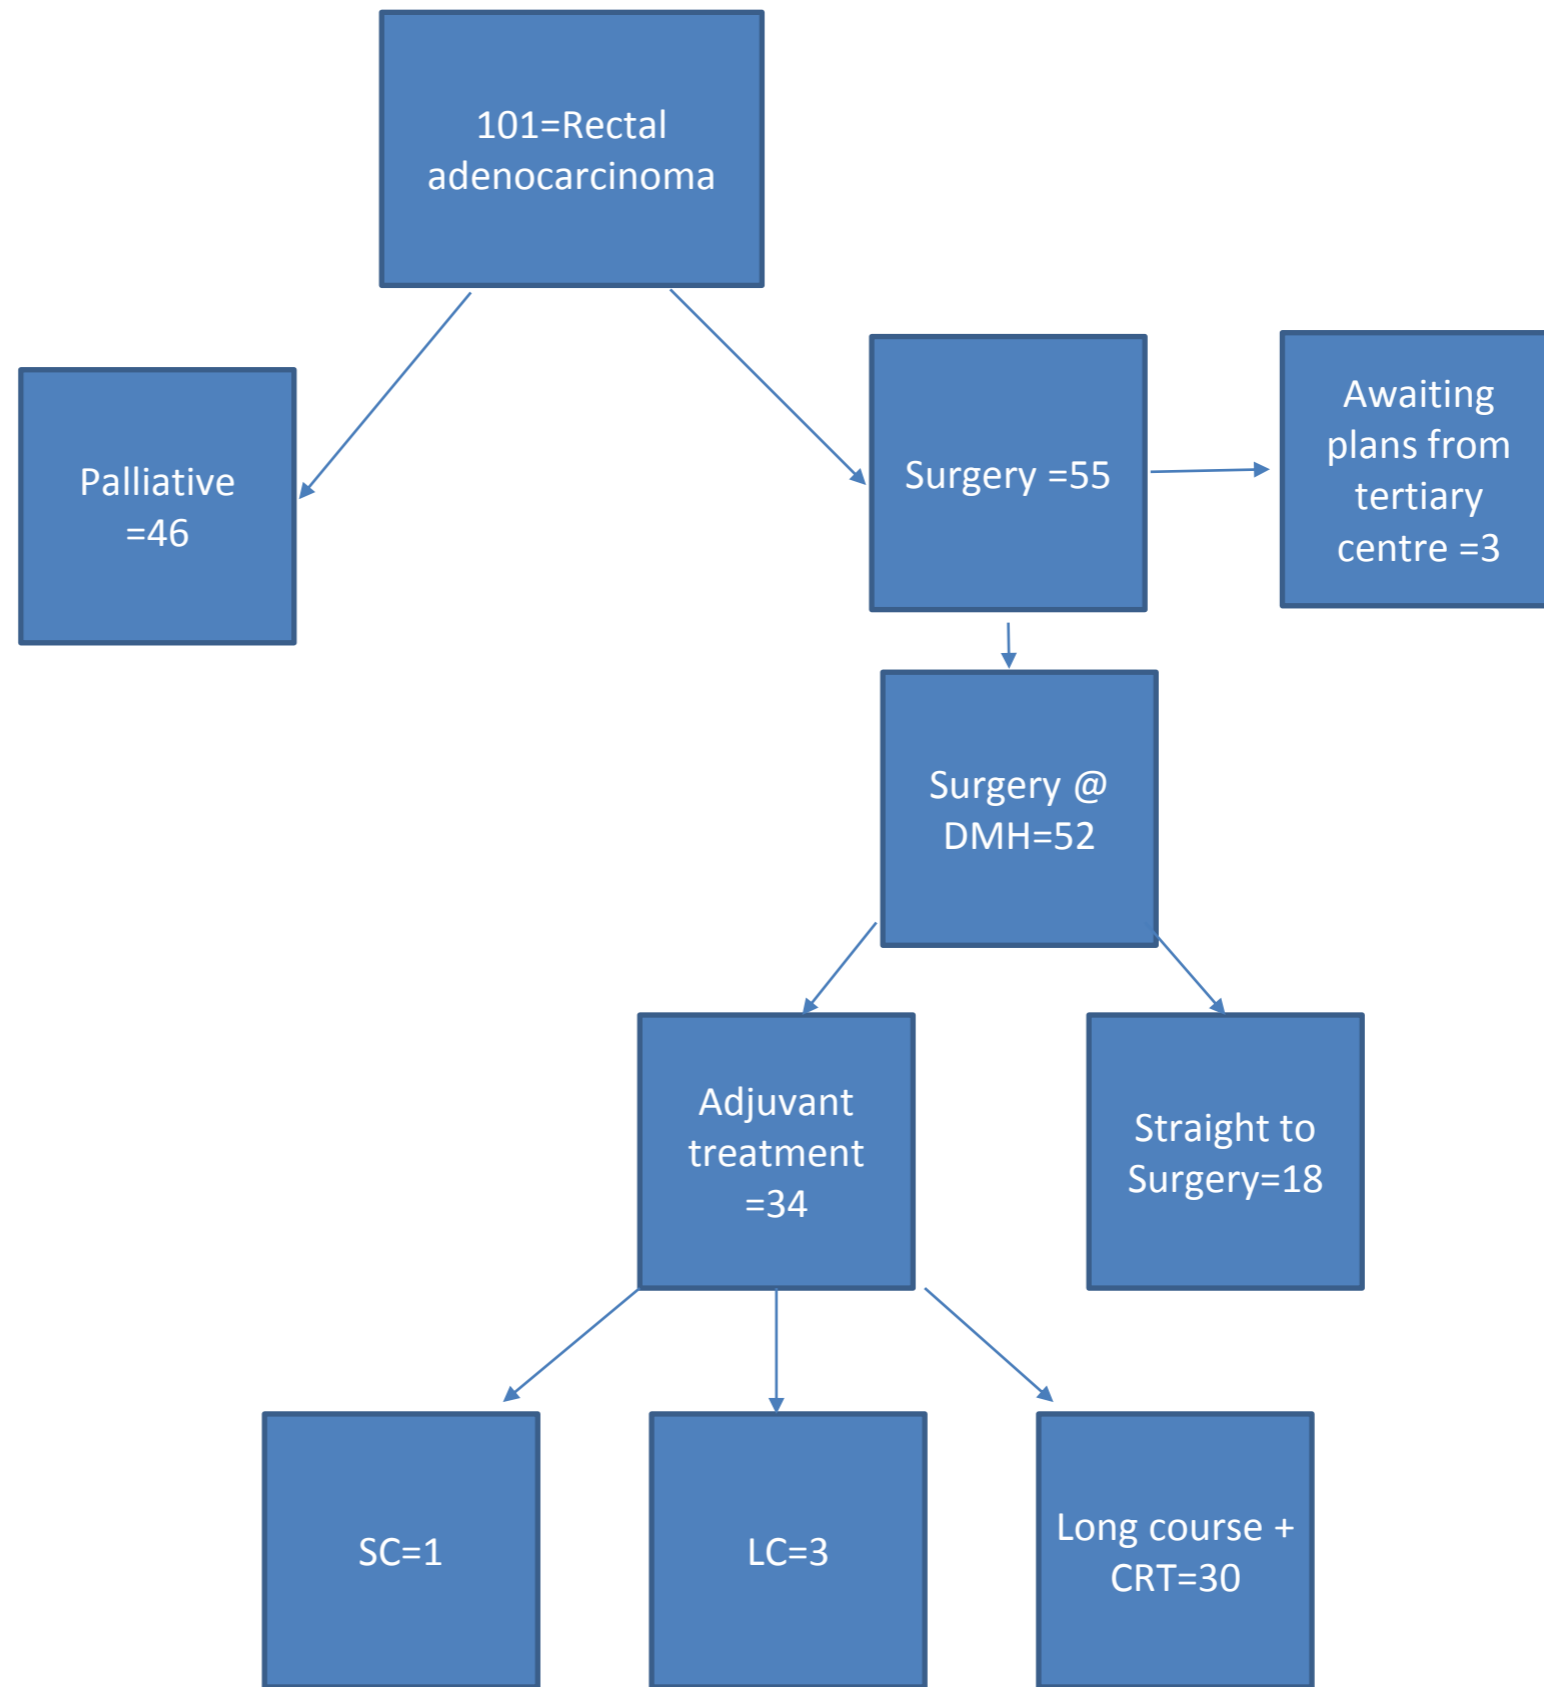 101=Rectal
adenocarcinoma
Palliative
=46
Surgery =55
Awaiting
plans from
tertiary
centre =3
Surgery @
DMH=52
Adjuvant
treatment
=34
Straight to
Surgery=18
SC=1
LC=3
Long course +
CRT=30